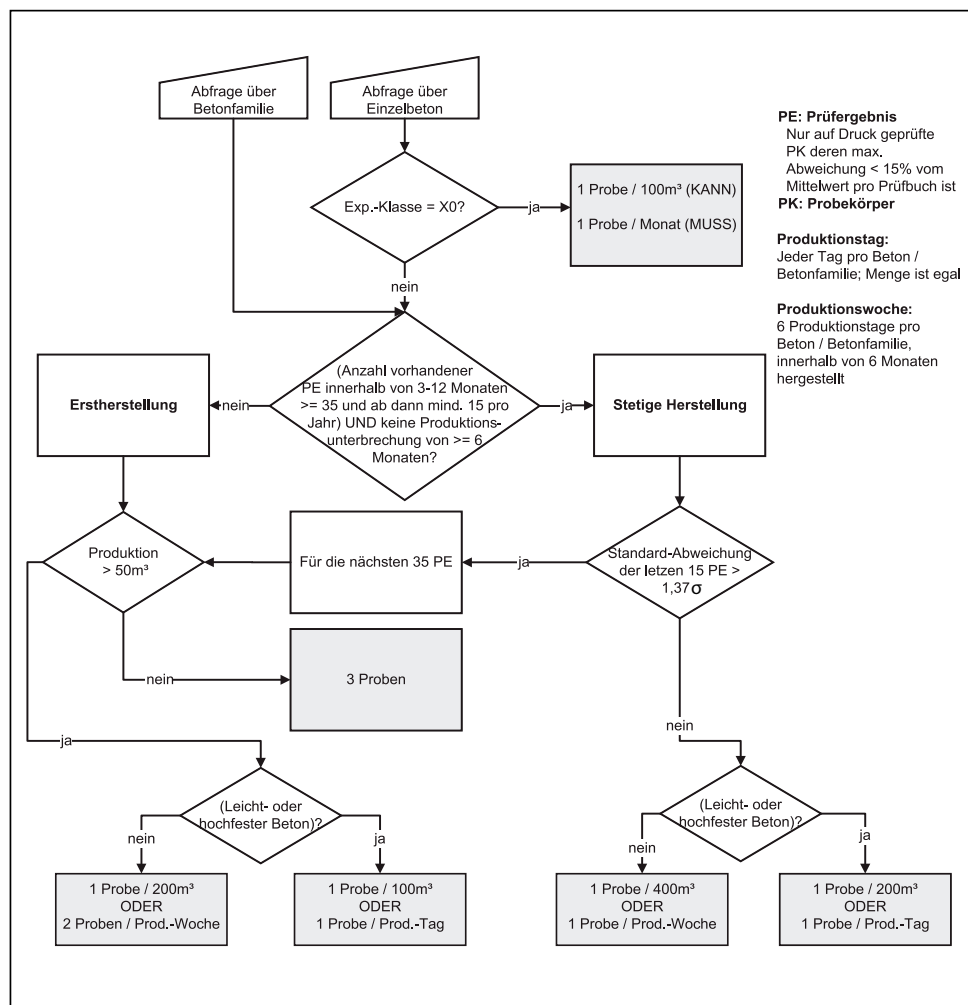 Abfrage über
Betonfamilie
Abfrage über
Einzelbeton
PE: Prüfergebnis
Nur auf Druck geprüfte
PK deren max.
Abweichung < 15% vom
Mittelwert pro Prüfbuch ist
PK: Probekörper
Produktionstag:
Jeder Tag pro Beton /
Betonfamilie; Menge ist egal
Produktionswoche:
6 Produktionstage pro
Beton / Betonfamilie,
innerhalb von 6 Monaten
hergestellt
Exp.-Klasse = X0?
ja
1 Probe / 100m³ (KANN)
1 Probe / Monat (MUSS)
nein
(Anzahl vorhandener
PE innerhalb von 3-12 Monaten
>= 35 und ab dann mind. 15 pro
Jahr) UND keine Produktions-
unterbrechung von >= 6
Monaten?
nein
Erstherstellung
ja
Stetige Herstellung
Produktion
> 50m³
Für die nächsten 35 PE
ja
Standard-Abweichung
der letzen 15 PE >
1,37σ
nein
3 Proben
ja
nein
(Leicht- oder
hochfester Beton)?
nein
ja
(Leicht- oder
hochfester Beton)?
nein
ja
1 Probe / 200m³
ODER
2 Proben / Prod.-Woche
1 Probe / 100m³
ODER
1 Probe / Prod.-Tag
1 Probe / 400m³
ODER
1 Probe / Prod.-Woche
1 Probe / 200m³
ODER
1 Probe / Prod.-Tag